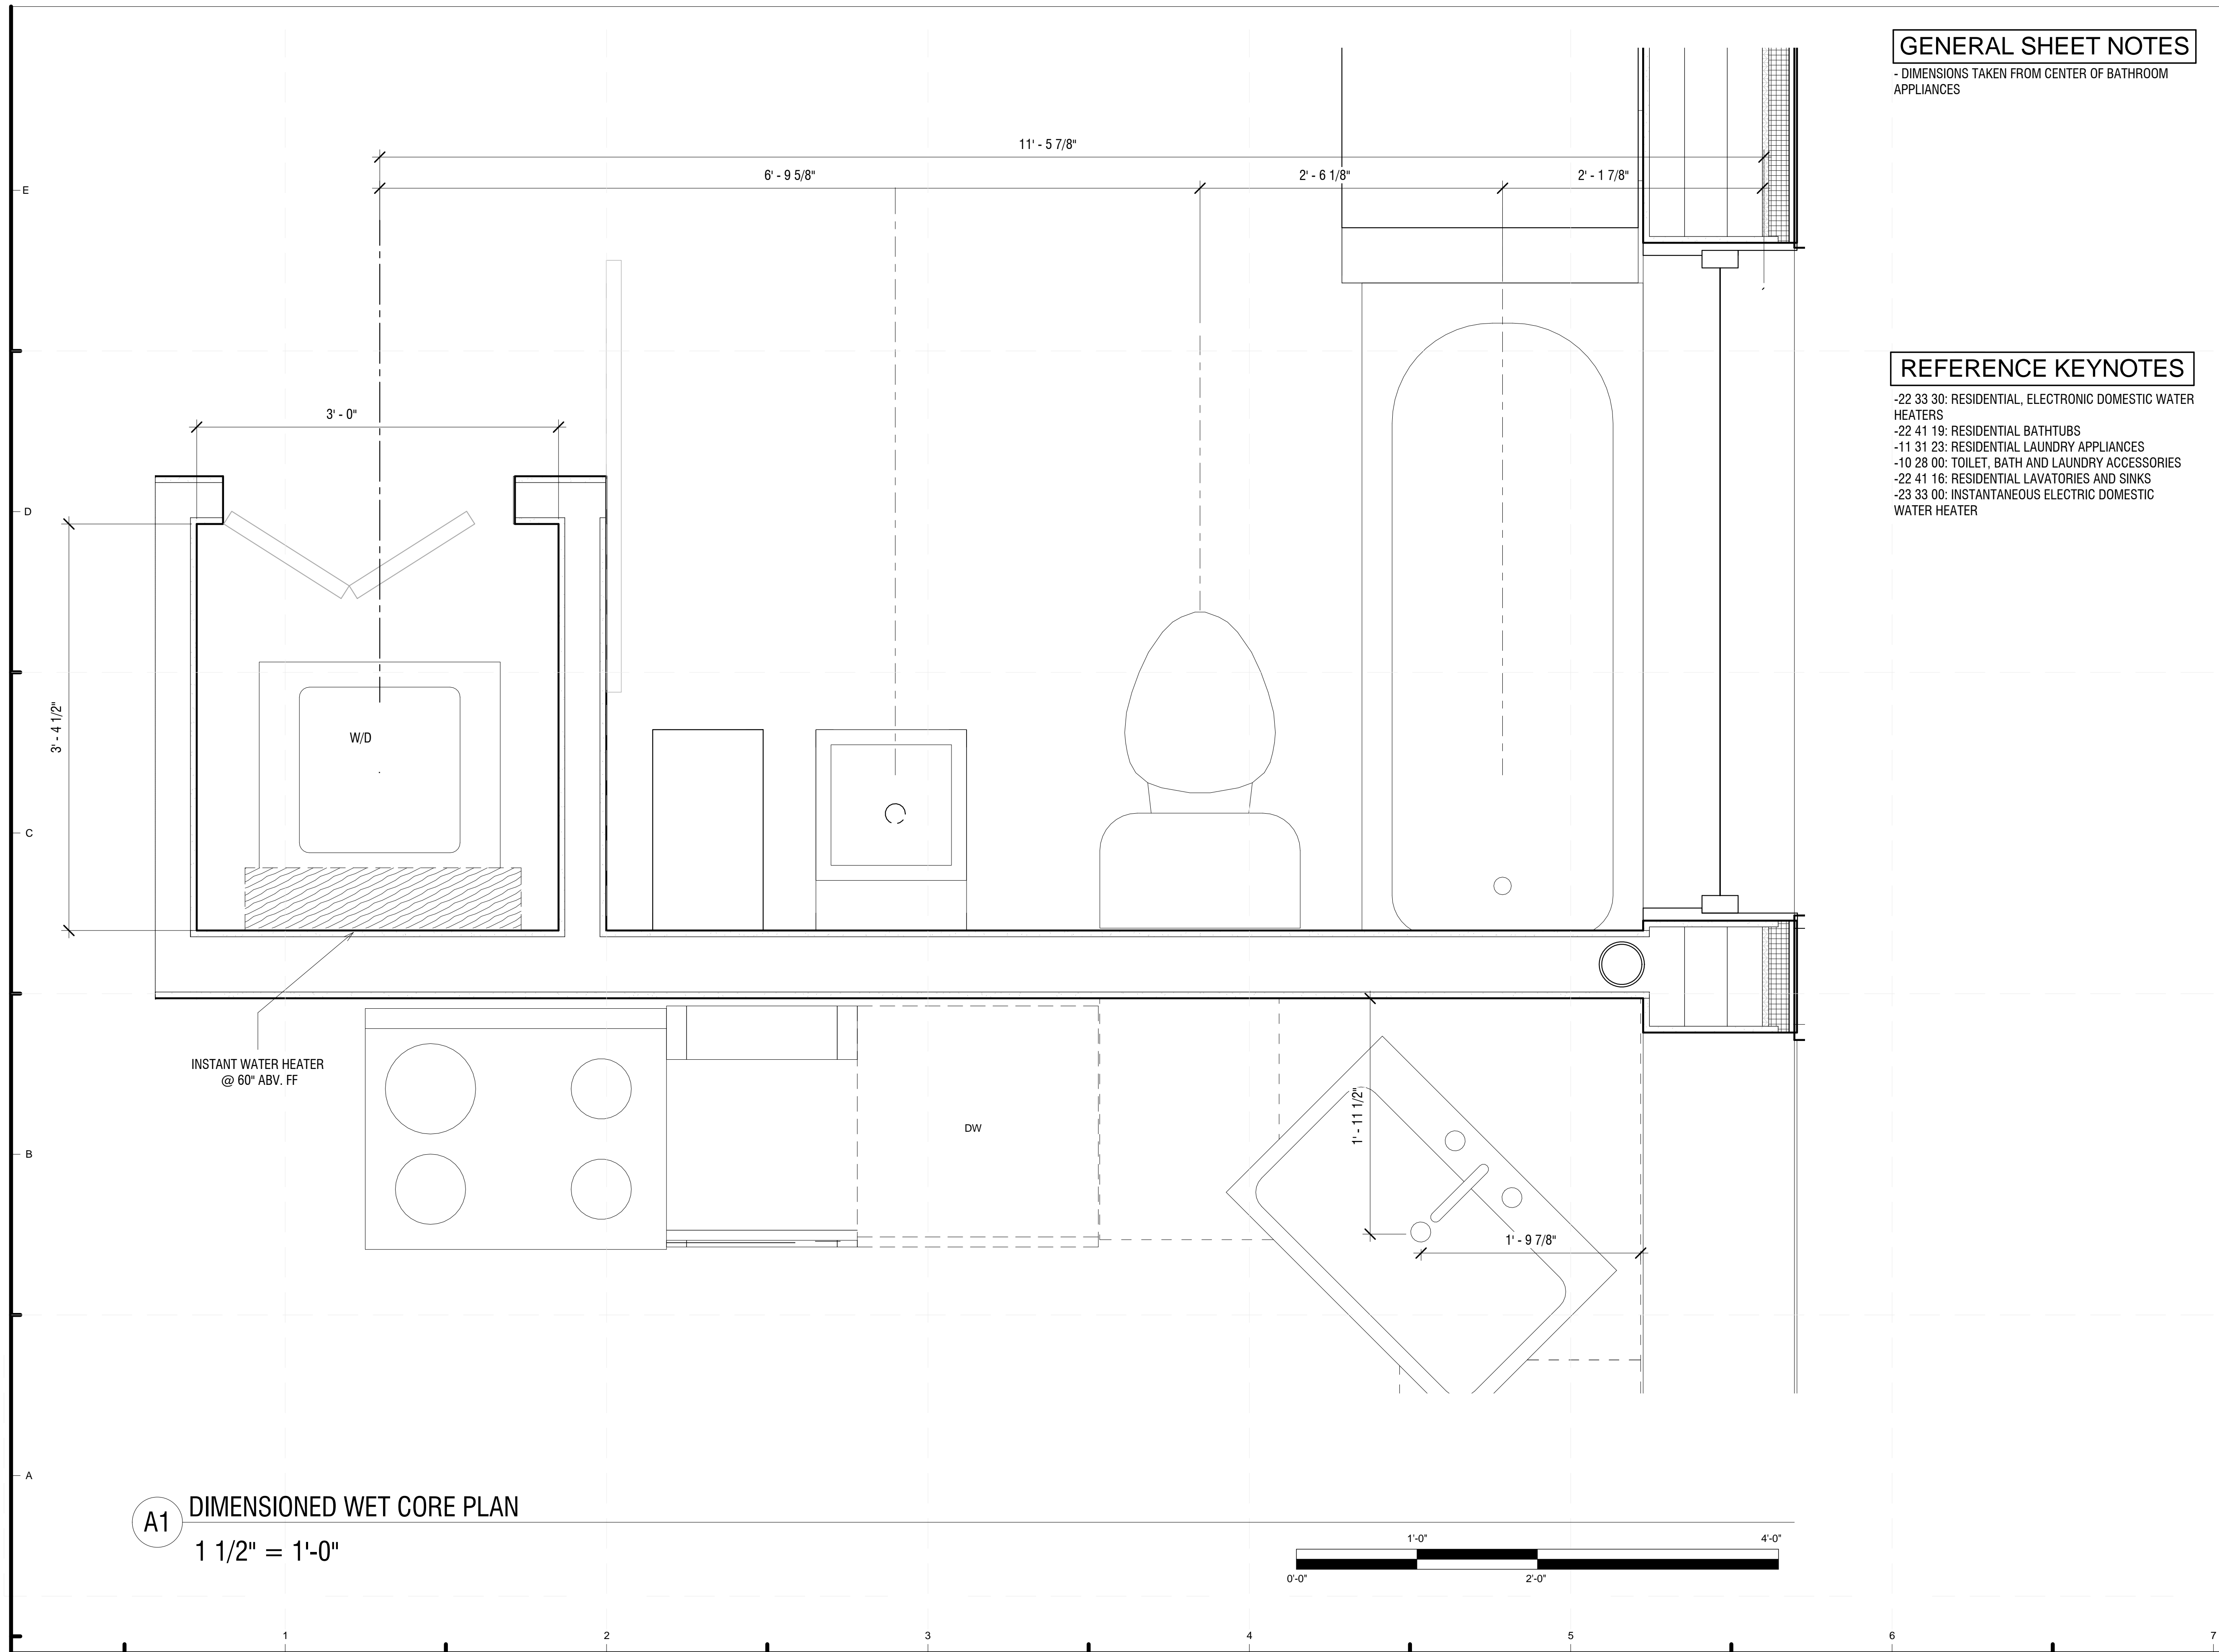 GENERAL SHEET NOTES
- DIMENSIONS TAKEN FROM CENTER OF BATHROOM
APPLIANCES
11' - 5 7/8"
6' - 9 5/8"
2' - 6 1/8"
2' - 1 7/8"
E
REFERENCE KEYNOTES
-22 33 30: RESIDENTIAL, ELECTRONIC DOMESTIC WATER
HEATERS
-22 41 19: RESIDENTIAL BATHTUBS
-11 31 23: RESIDENTIAL LAUNDRY APPLIANCES
-10 28 00: TOILET, BATH AND LAUNDRY ACCESSORIES
-22 41 16: RESIDENTIAL LAVATORIES AND SINKS
-23 33 00: INSTANTANEOUS ELECTRIC DOMESTIC
WATER HEATER
3' - 0"
D
3' - 4 1/2"
W/D
C
INSTANT WATER HEATER
@ 60" ABV. FF
DW
1' - 11 1/2"
B
1' - 9 7/8"
A
A1
DIMENSIONED WET CORE PLAN
1 1/2" = 1'-0"
1'-0"
4'-0"
0'-0"
2'-0"
1
2
3
4
5
6
7